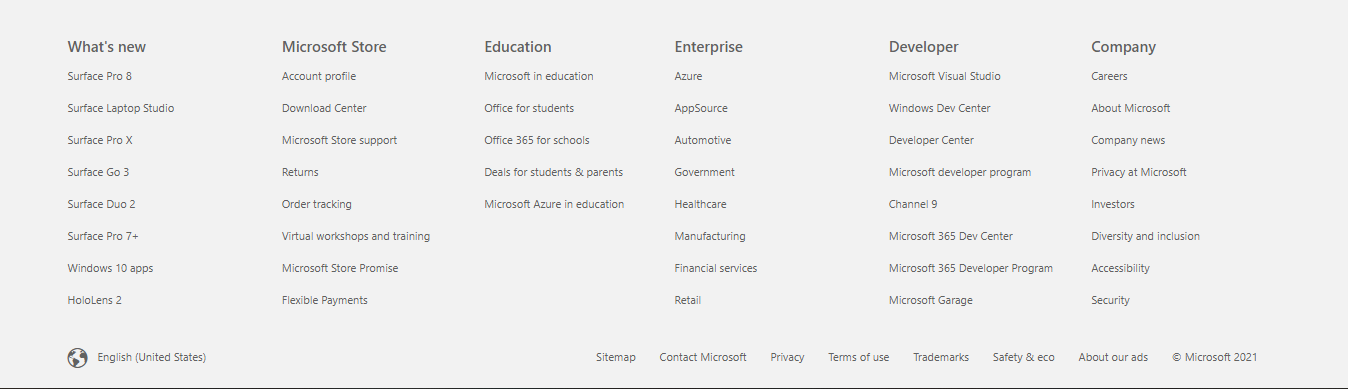 What's new
Surface Pro 8
Surface Laptop Studio
Surface Pro X
Surface Go 3
Surface Duo 2
Surface Pro 7+
Windows 10 apps
HoloLens 2
Microsoft Store
Account profile
Download Center
Microsoft Store support
Returns
Order tracking
Virtual workshops and training
Microsoft Store Promise
Flexible Payments
Education
Microsoft in education
Office for students
Office 365 for schools
Deals for students & parents
Microsoft Azure in education
Enterprise
Azure
AppSource
Automotive
Government
Healthcare
Manufacturing
Financial services
Retail
Developer
Microsoft Visual Studio
Windows Dev Center
Developer Center
Microsoft developer program
Channel 9
Microsoft 365 Dev Center
Microsoft 365 Developer Program
Microsoft Garage
Company
Careers
About Microsoft
Company news
Privacy at Microsoft
Investors
Diversity and inclusion
Accessibility
Security
English (United States)
Sitemap
Contact Microsoft
Privacy
Terms of use
Trademarks
Safety & eco
About our ads
© Microsoft 2021